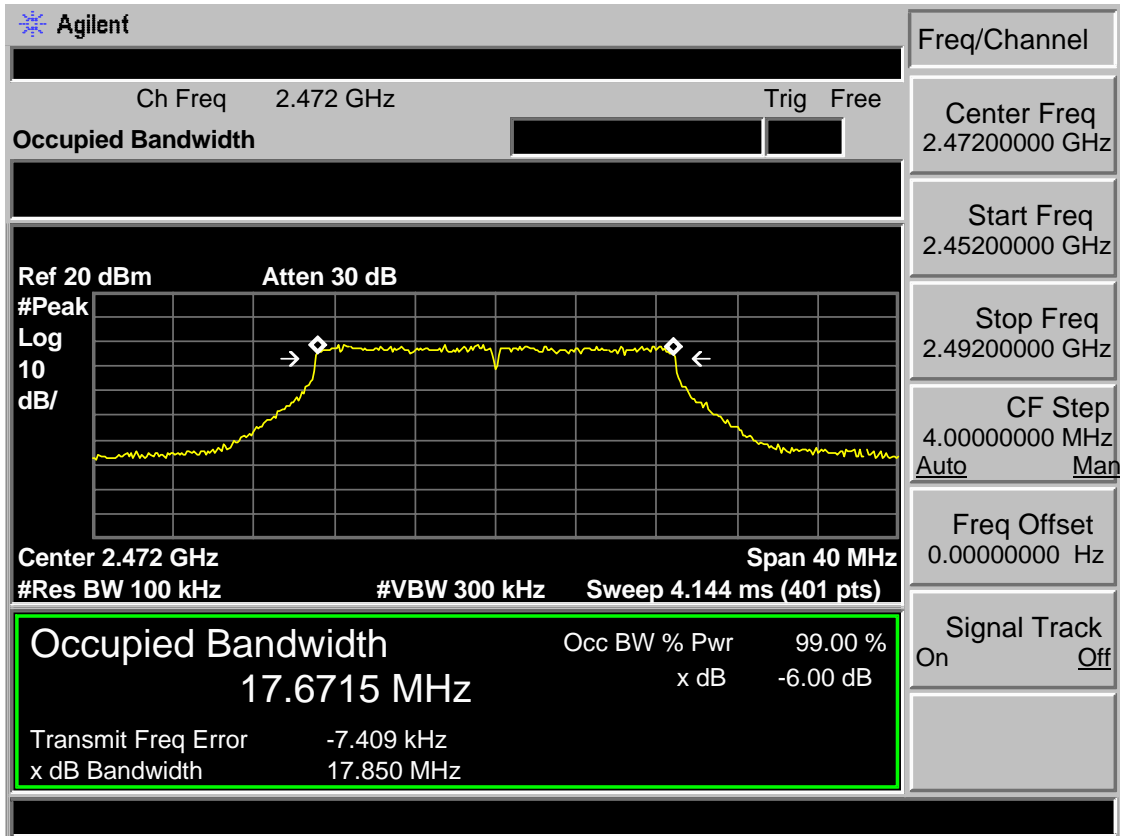 Agilent
Freq/Channel
Ch Freq 2.472 GHz Trig Free
Occupied Bandwidth
Center Freq
2.47200000 GHz
Start Freq
2.45200000 GHz
Stop Freq
2.49200000 GHz
CF Step
4.00000000 MHz
Auto Man
Freq Offset
0.00000000 Hz
Signal Track
On Off
Ref 20 dBm Atten 30 dB
#Peak
Log
10
dB/
Center 2.472 GHz Span 40 MHz
#Res BW 100 kHz #VBW 300 kHz Sweep 4.144 ms (401 pts)
Occupied Bandwidth
17.6715 MHz
Occ BW % Pwr 99.00 %
x dB -6.00 dB
Transmit Freq Error -7.409 kHz
x dB Bandwidth 17.850 MHz